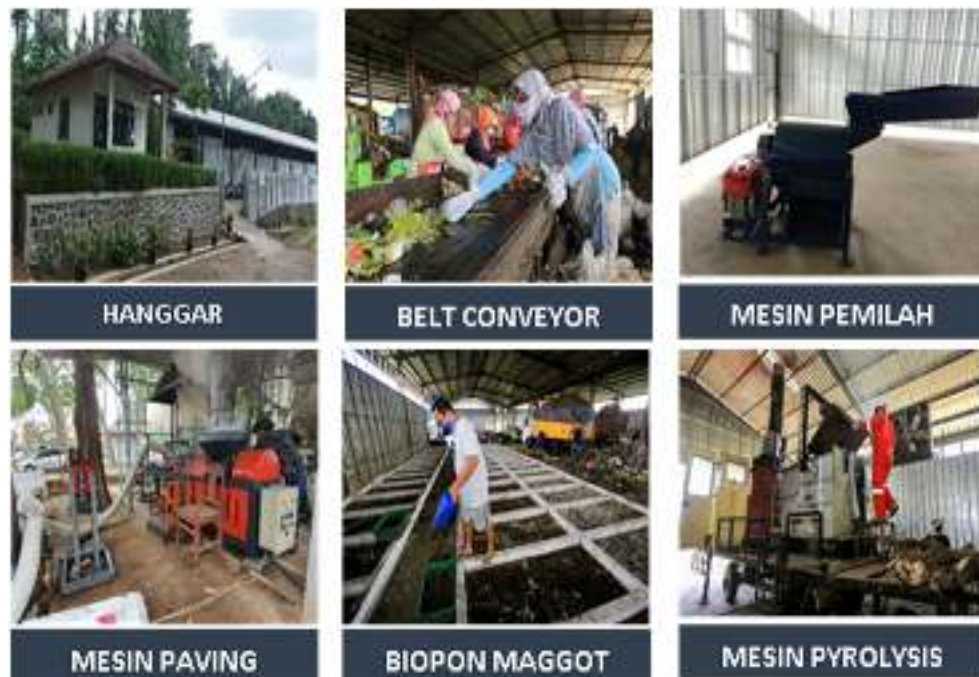 HANGGAR
BELT CONVEYOR
MESIN PEMILAH
MESIN PAVING
BIOPON MAGGOT
MESIN PYROLYSIS